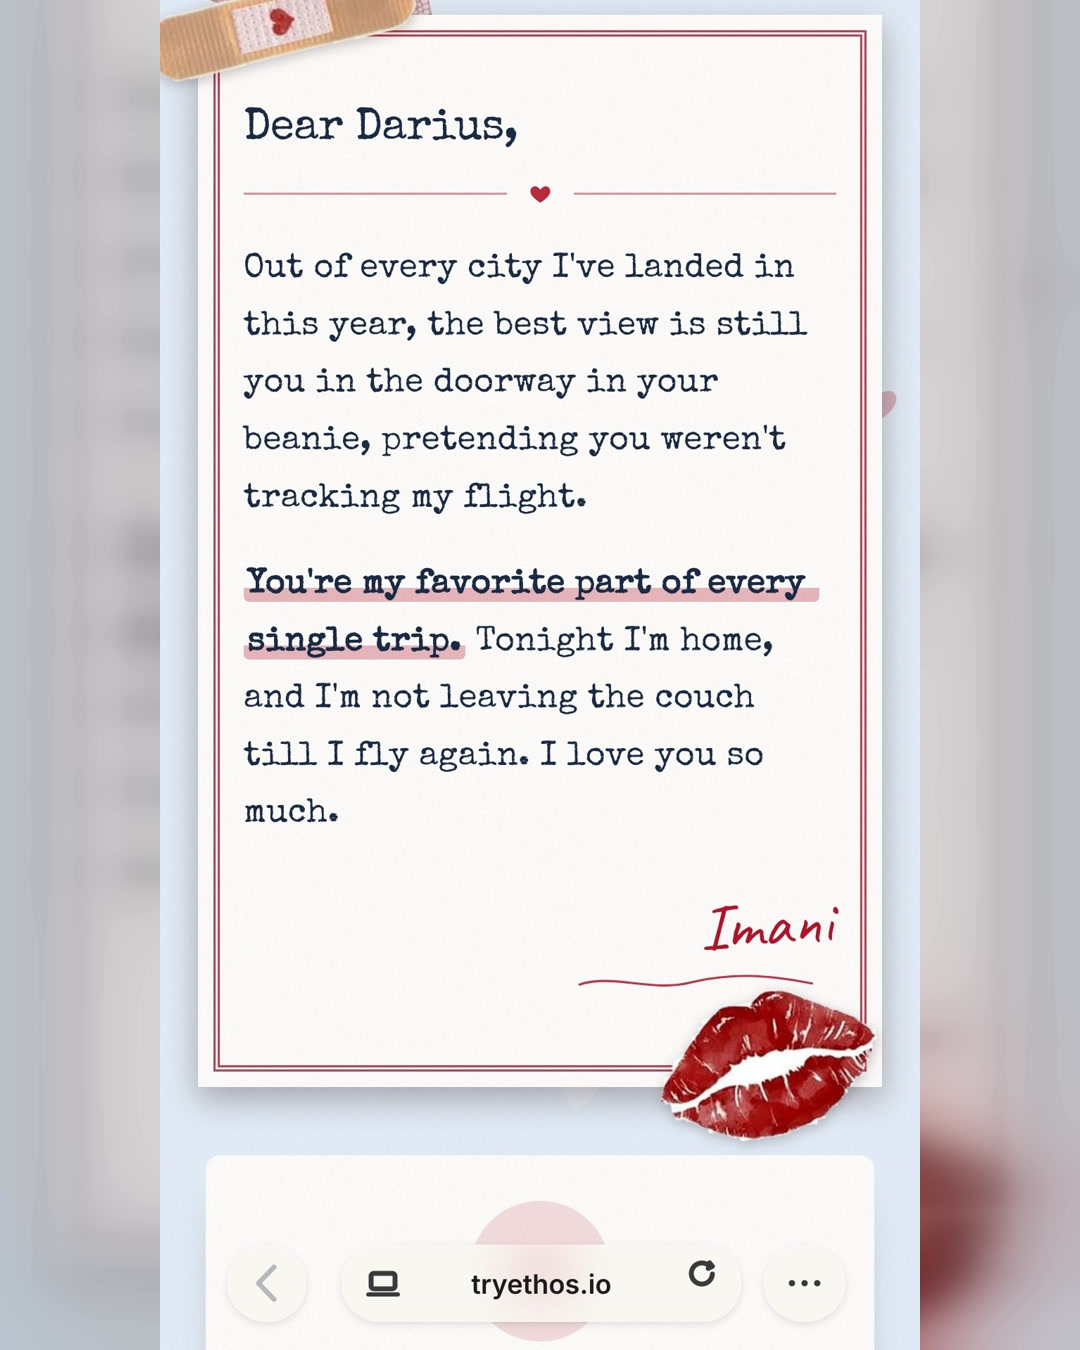 Dear Darius,
Out of every city I've landed in
this year, the best view is still
you in the doorway in your
beanie, pretending you weren't
tracking my flight.
You're my favorite part of every
single trip. Tonight I'm home,
and I'm not leaving the couch
till I fly again. I love you so
much.
Imani
tryethos.io